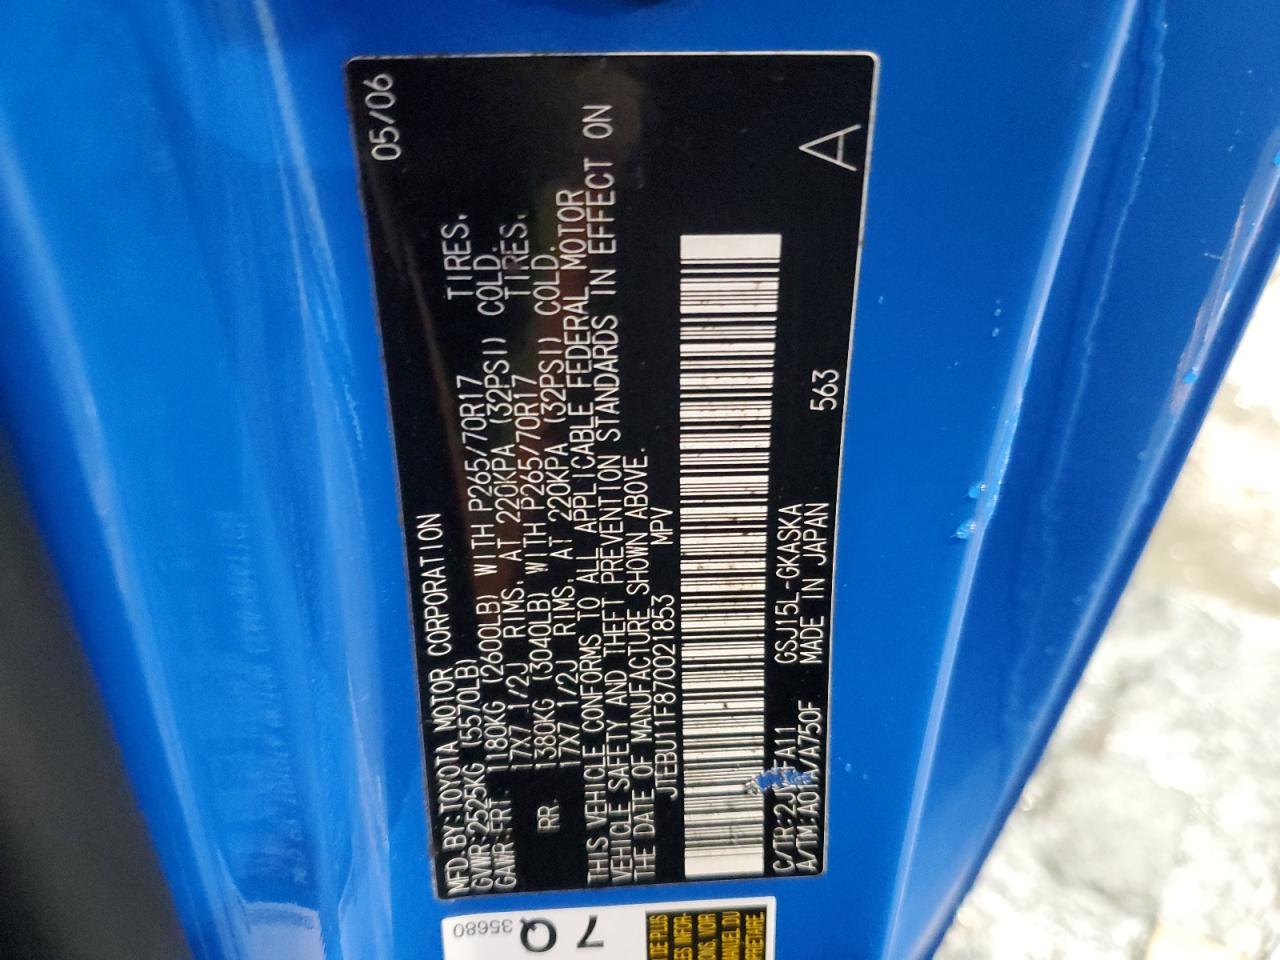 05/06
MFD.BY:TOYOTA MOTOR CORPORATION
GVWR:2525KG (5570LB)
GAWR:FRT. 1180KG (2600LB) WITH P265/70R17 TIRES.
17X7 1/2J RIMS, AT 220KPA (32PSI) COLD.
RR. 1380KG (3040LB) WITH P265/70R17 TIRES.
17X7 1/2J RIMS, AT 220KPA (32PSI) COLD.
THIS VEHICLE CONFORMS TO ALL APPLICABLE FEDERAL MOTOR
VEHICLE SAFETY AND THEFT PREVENTION STANDARDS IN EFFECT ON
THE DATE OF MANUFACTURE SHOWN ABOVE.
JTEBU11F870021853 MPV
C/TR:2J FA11 GSJ15L-GKASKA 563
A/TM:A01A/A750F MADE IN JAPAN
A
7Q
35680
DU